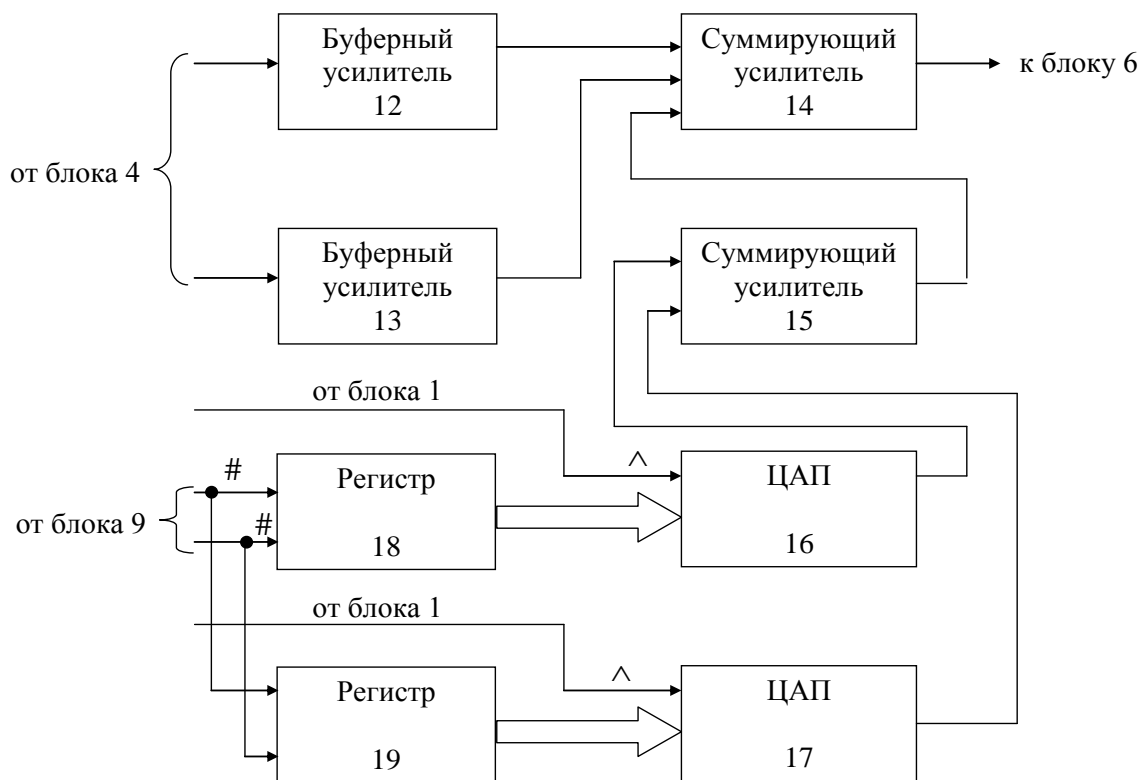 Буферный
усилитель
12
Суммирующий
усилитель
14
к блоку 6
от блока 4
Буферный
усилитель
13
Суммирующий
усилитель
15
от блока 1
^
#
Регистр
18
ЦАП
16
от блока 9
#
от блока 1
^
Регистр
19
ЦАП
17